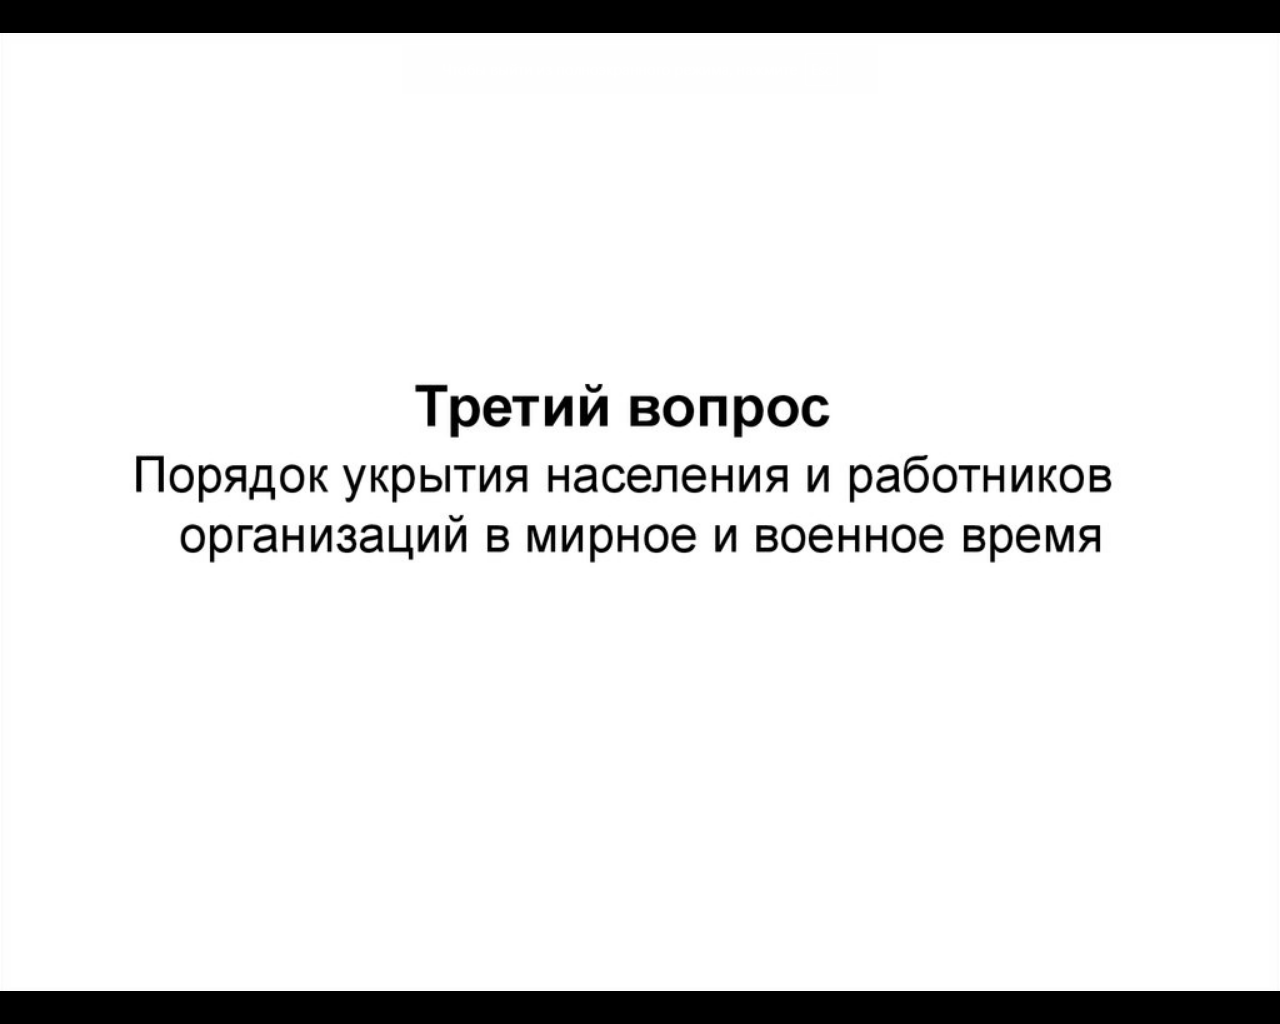 Третий вопрос
Порядок укрытия населения и работников
организаций в мирное и военное время